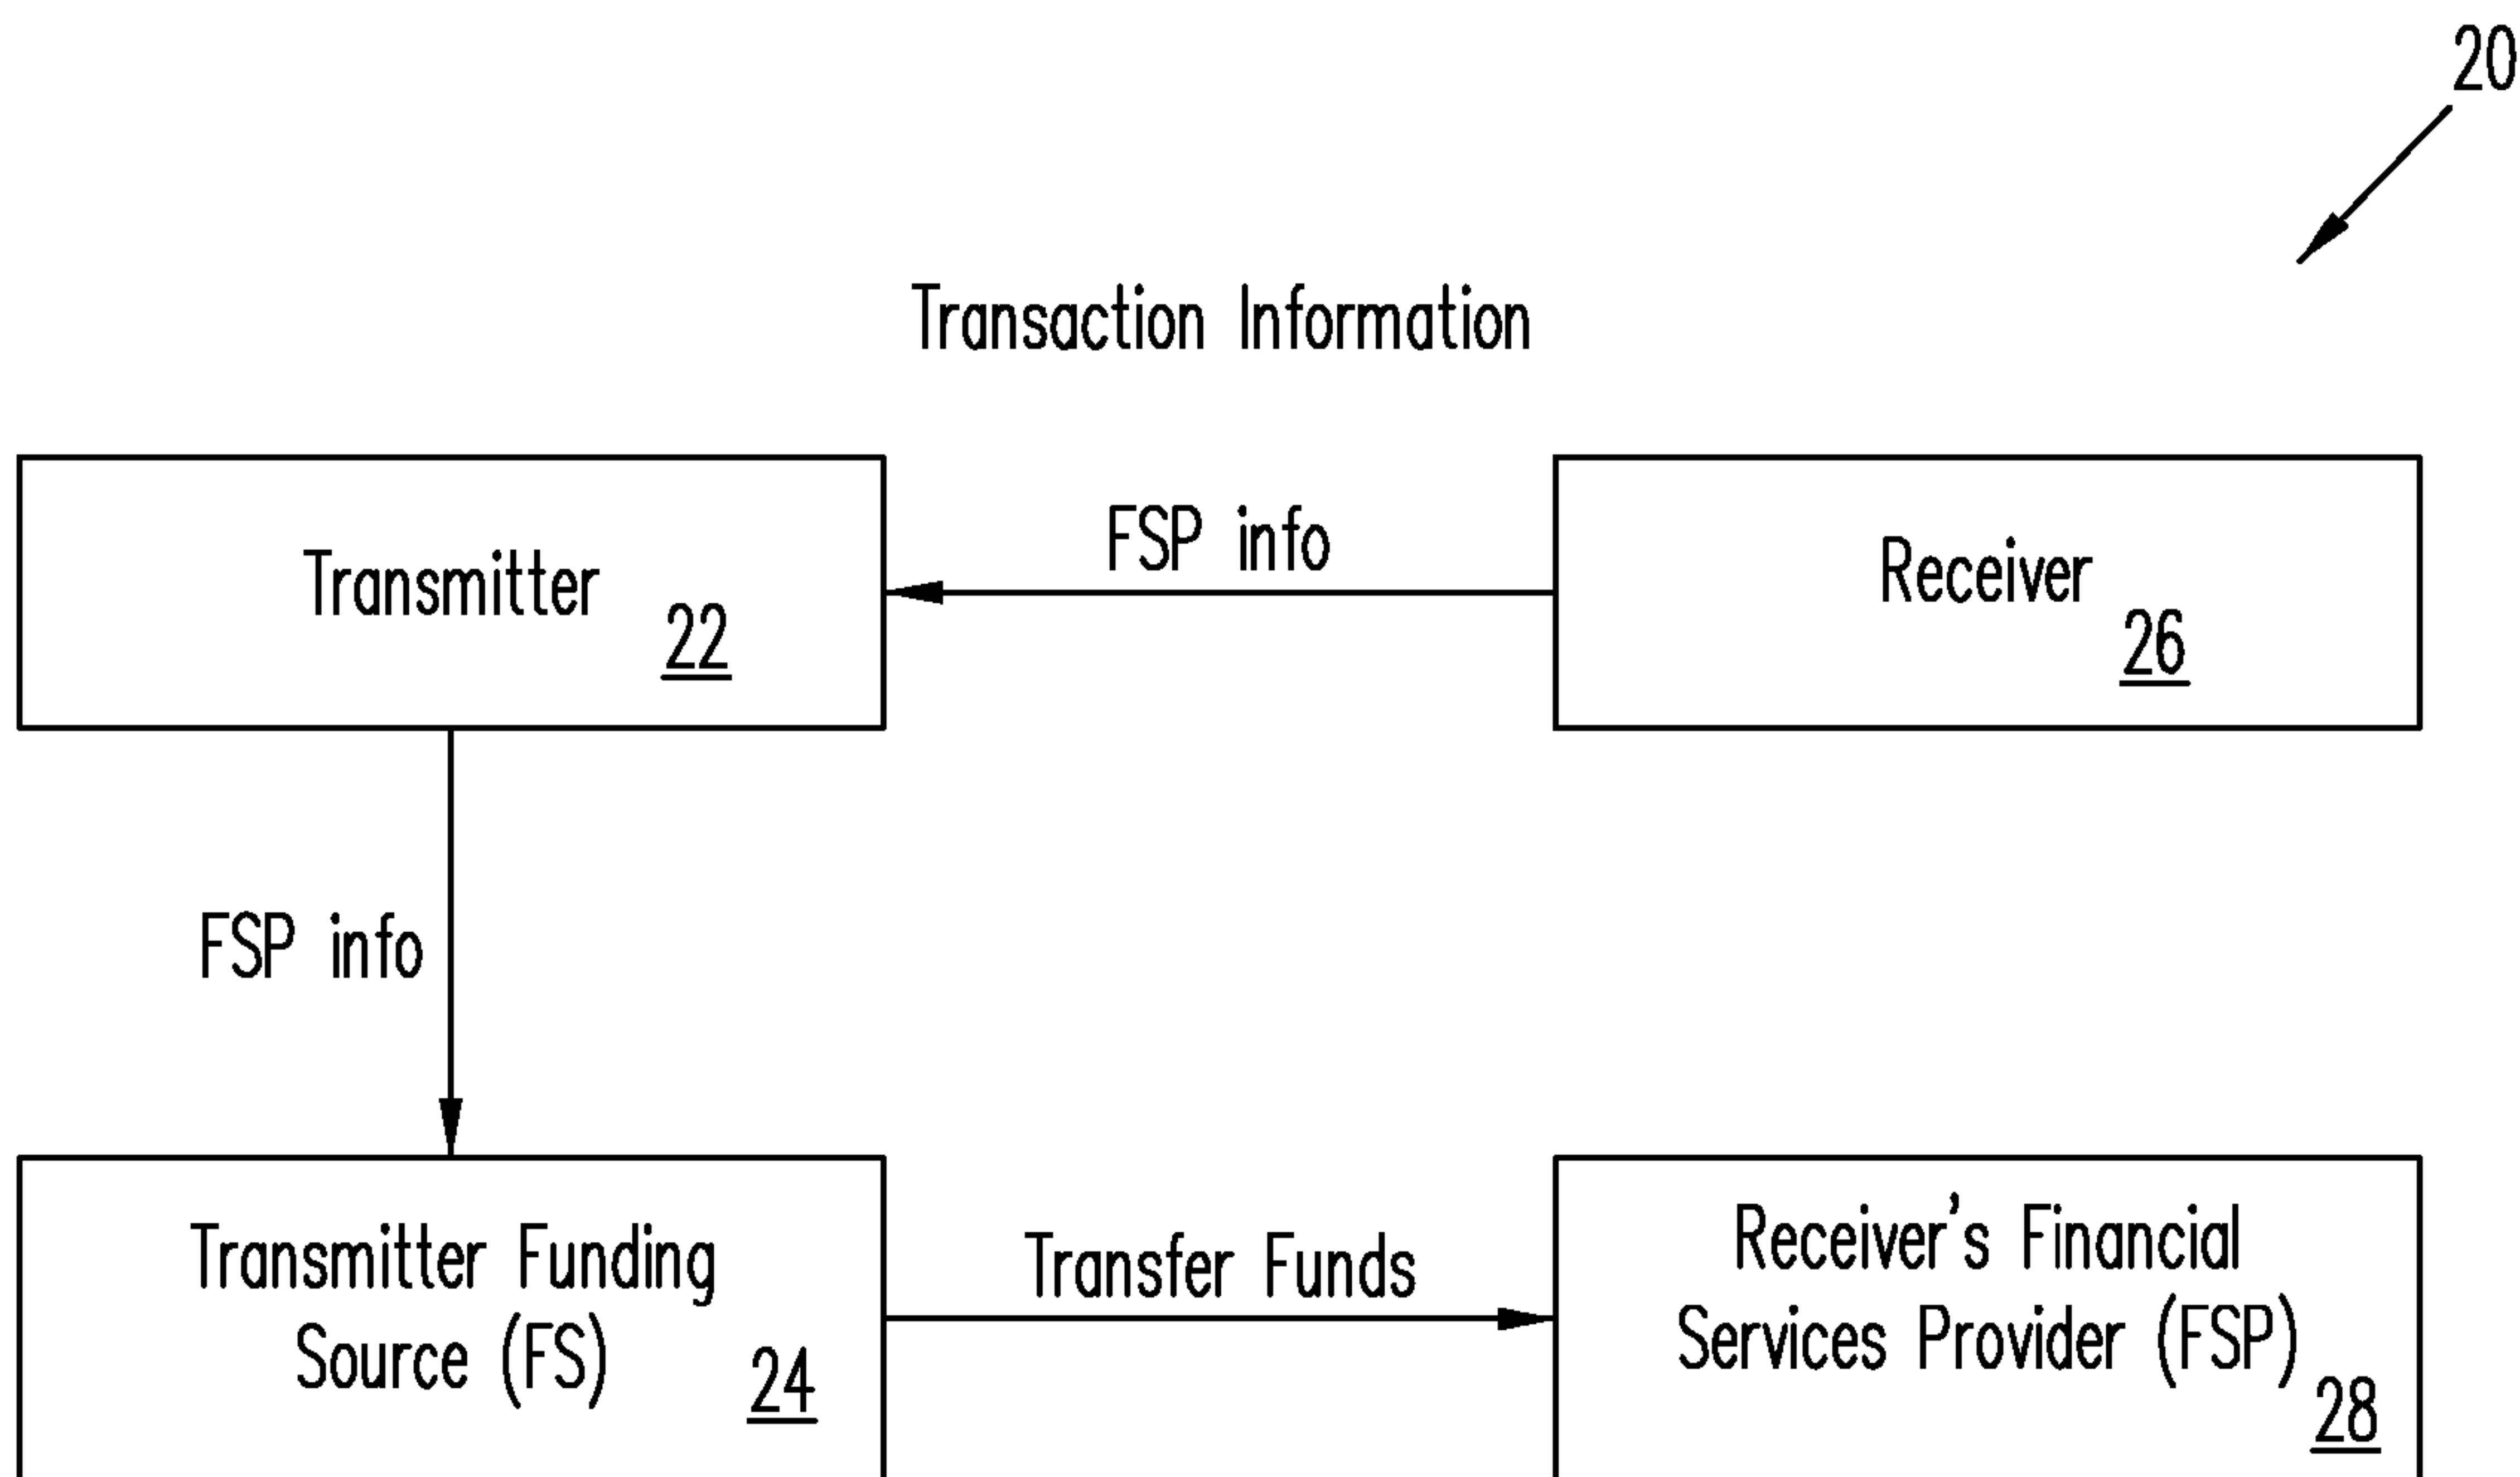 20
Transaction Information
Transmitter
22
FSP info
Receiver
26
FSP info
Transmitter Funding
Source (FS)
24
Transfer Funds
Receiver's Financial
Services Provider (FSP)
28